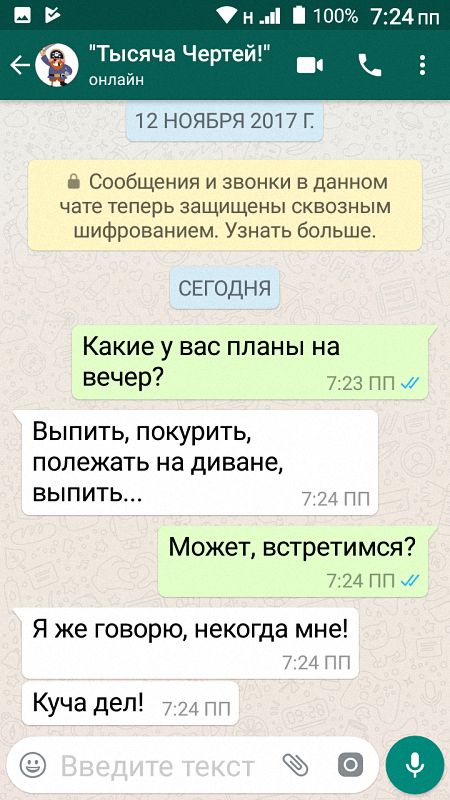 Н 100% 7:24 пп
"Тысяча Чертей!"
онлайн
12 НОЯБРЯ 2017 Г.
Сообщения и звонки в данном
чате теперь защищены сквозным
шифрованием. Узнать больше.
СЕГОДНЯ
Какие у вас планы на
вечер?
7:23 ПП
Выпить, покурить,
полежать на диване,
выпить...
7:24 ПП
Может, встретимся?
7:24 ПП
Я же говорю, некогда мне!
7:24 ПП
Куча дел! 7:24 ПП
Введите текст